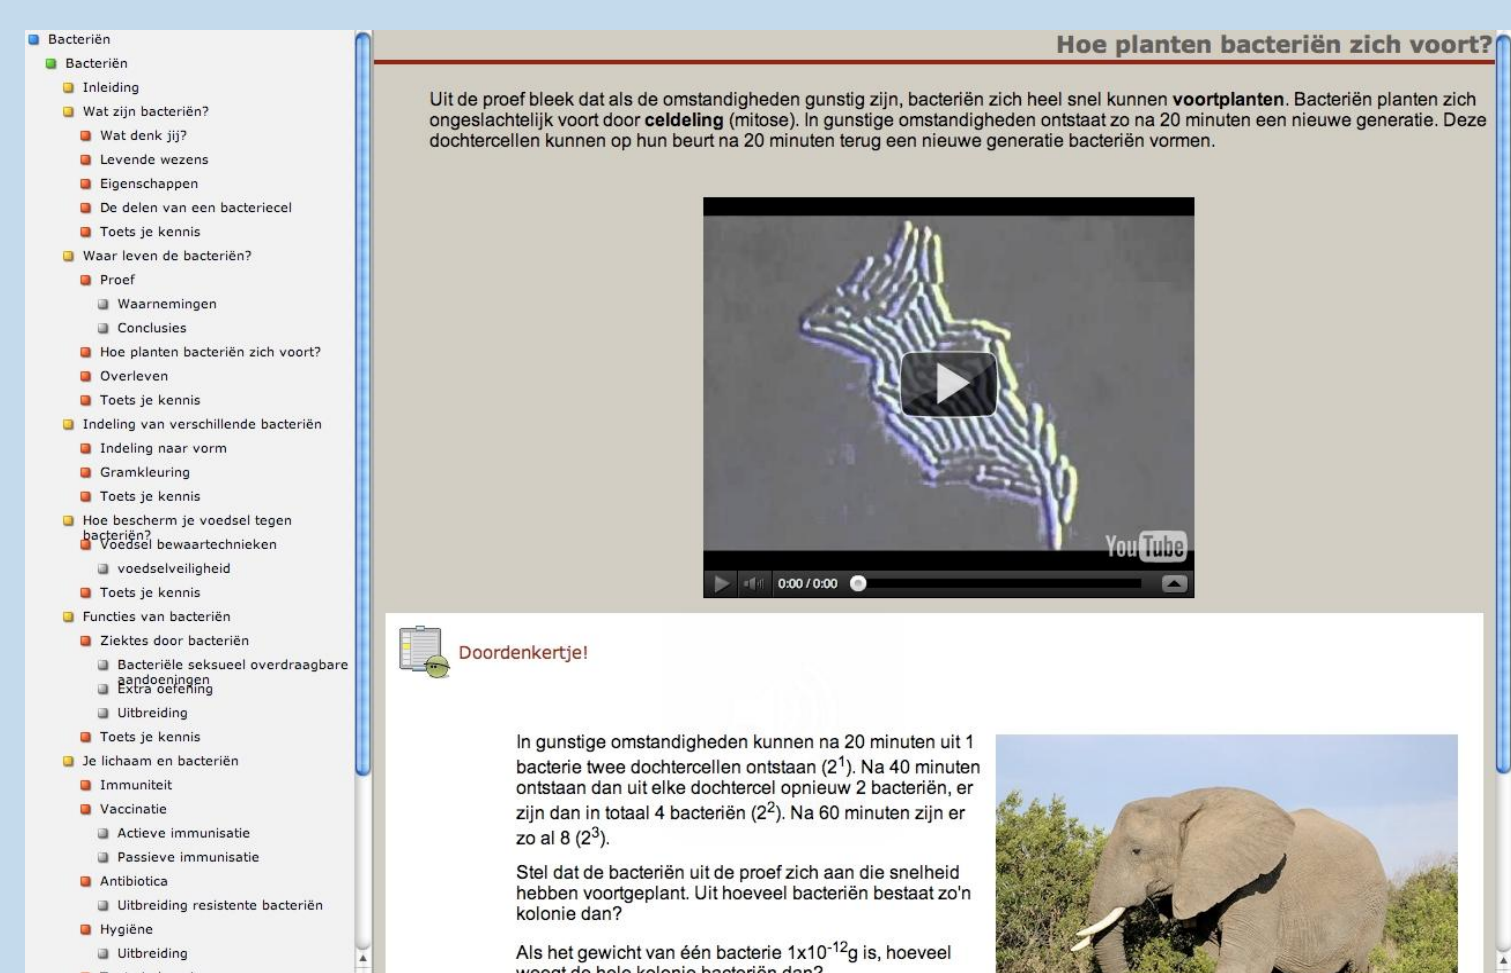 Bacteriën
Bacteriën
Inleiding
Wat zijn bacteriën?
Wat denk jij?
Levende wezens
Eigenschappen
De delen van een bacteriecel
Toets je kennis
Waar leven de bacteriën?
Proef
Waarnemingen
Conclusies
Hoe planten bacteriën zich voort?
Overleven
Toets je kennis
Indeling van verschillende bacteriën
Indeling naar vorm
Gramkleuring
Toets je kennis
Hoe bescherm je voedsel tegen
bacteriën?
Voedsel bewaartechnieken
voedselveiligheid
Toets je kennis
Functies van bacteriën
Ziektes door bacteriën
Bacteriële seksueel overdraagbare
aandoeningen
Extra oefening
Uitbreiding
Toets je kennis
Je lichaam en bacteriën
Immuniteit
Vaccinatie
Actieve immunisatie
Passieve immunisatie
Antibiotica
Uitbreiding resistente bacteriën
Hygiëne
Uitbreiding
Hoe planten bacteriën zich voort?
Uit de proef bleek dat als de omstandigheden gunstig zijn, bacteriën zich heel snel kunnen voortplanten. Bacteriën planten zich
ongeslachtelijk voort door celdeling (mitose). In gunstige omstandigheden ontstaat zo na 20 minuten een nieuwe generatie. Deze
dochtercellen kunnen op hun beurt na 20 minuten terug een nieuwe generatie bacteriën vormen.
YouTube
0:00 / 0:00
Doordenkertje!
In gunstige omstandigheden kunnen na 20 minuten uit 1
bacterie twee dochtercellen ontstaan (2¹). Na 40 minuten
ontstaan dan uit elke dochtercel opnieuw 2 bacteriën, er
zijn dan in totaal 4 bacteriën (2²). Na 60 minuten zijn er
zo al 8 (2³).
Stel dat de bacteriën uit de proef zich aan die snelheid
hebben voortgeplant. Uit hoeveel bacteriën bestaat zo'n
kolonie dan?
Als het gewicht van één bacterie 1x10⁻¹²g is, hoeveel
weegt de hele kolonie bacteriën dan?